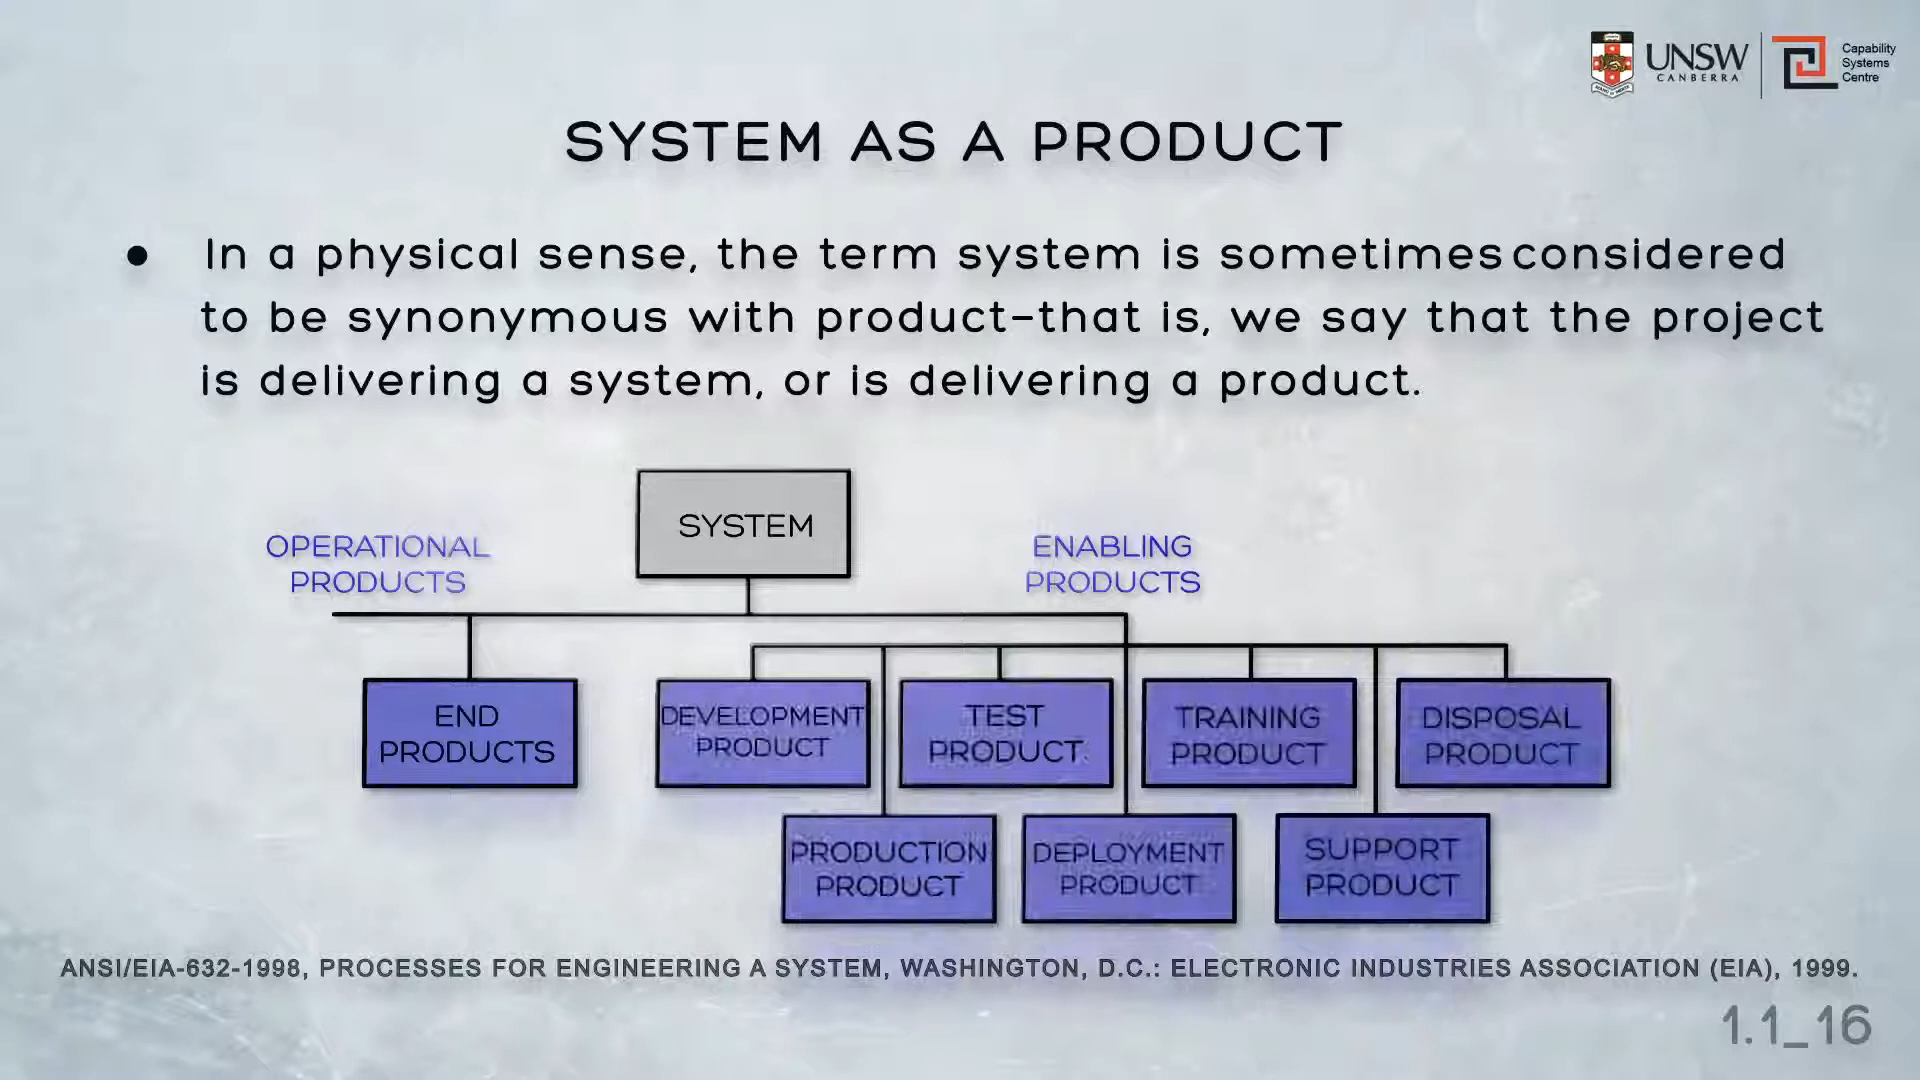 UNSW
CANBERRA
Capability
Systems
Centre
SYSTEM AS A PRODUCT
● In a physical sense, the term system is sometimes considered
to be synonymous with product-that is, we say that the project
is delivering a system, or is delivering a product.
SYSTEM
OPERATIONAL
PRODUCTS
ENABLING
PRODUCTS
END
PRODUCTS
DEVELOPMENT
PRODUCT
TEST
PRODUCT
TRAINING
PRODUCT
DISPOSAL
PRODUCT
PRODUCTION
PRODUCT
DEPLOYMENT
PRODUCT
SUPPORT
PRODUCT
ANSI/EIA-632-1998, PROCESSES FOR ENGINEERING A SYSTEM, WASHINGTON, D.C.: ELECTRONIC INDUSTRIES ASSOCIATION (EIA), 1999.
1.1_16